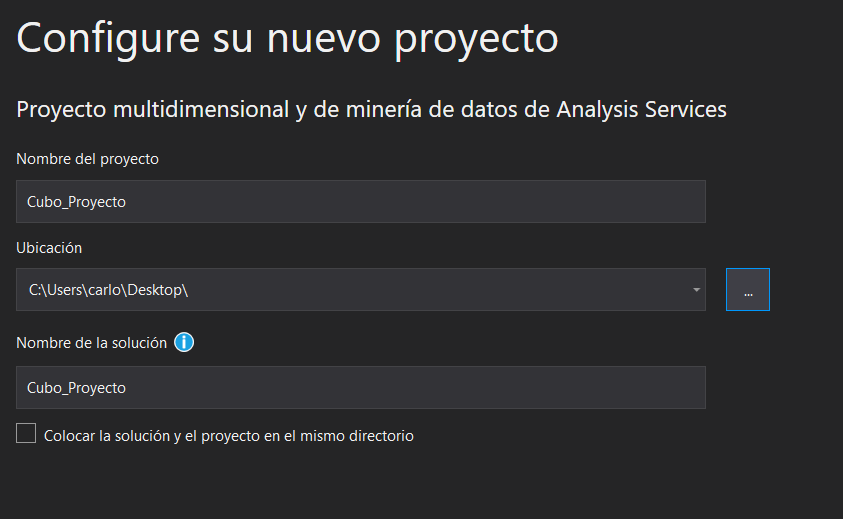 Configure su nuevo proyecto
Proyecto multidimensional y de minería de datos de Analysis Services
Nombre del proyecto
Cubo_Proyecto
Ubicación
C:\Users\carlo\Desktop\
...
Nombre de la solución
Cubo_Proyecto
Colocar la solución y el proyecto en el mismo directorio